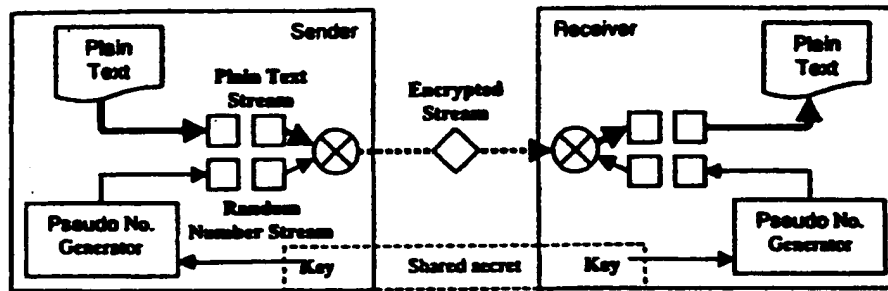 Sender
Plain
Text
Plain Text
Stream
Encrypted
Stream
Receiver
Plain
Text
Pseudo No.
Generator
Random
Number Stream
Key
Shared secret
Key
Pseudo No.
Generator